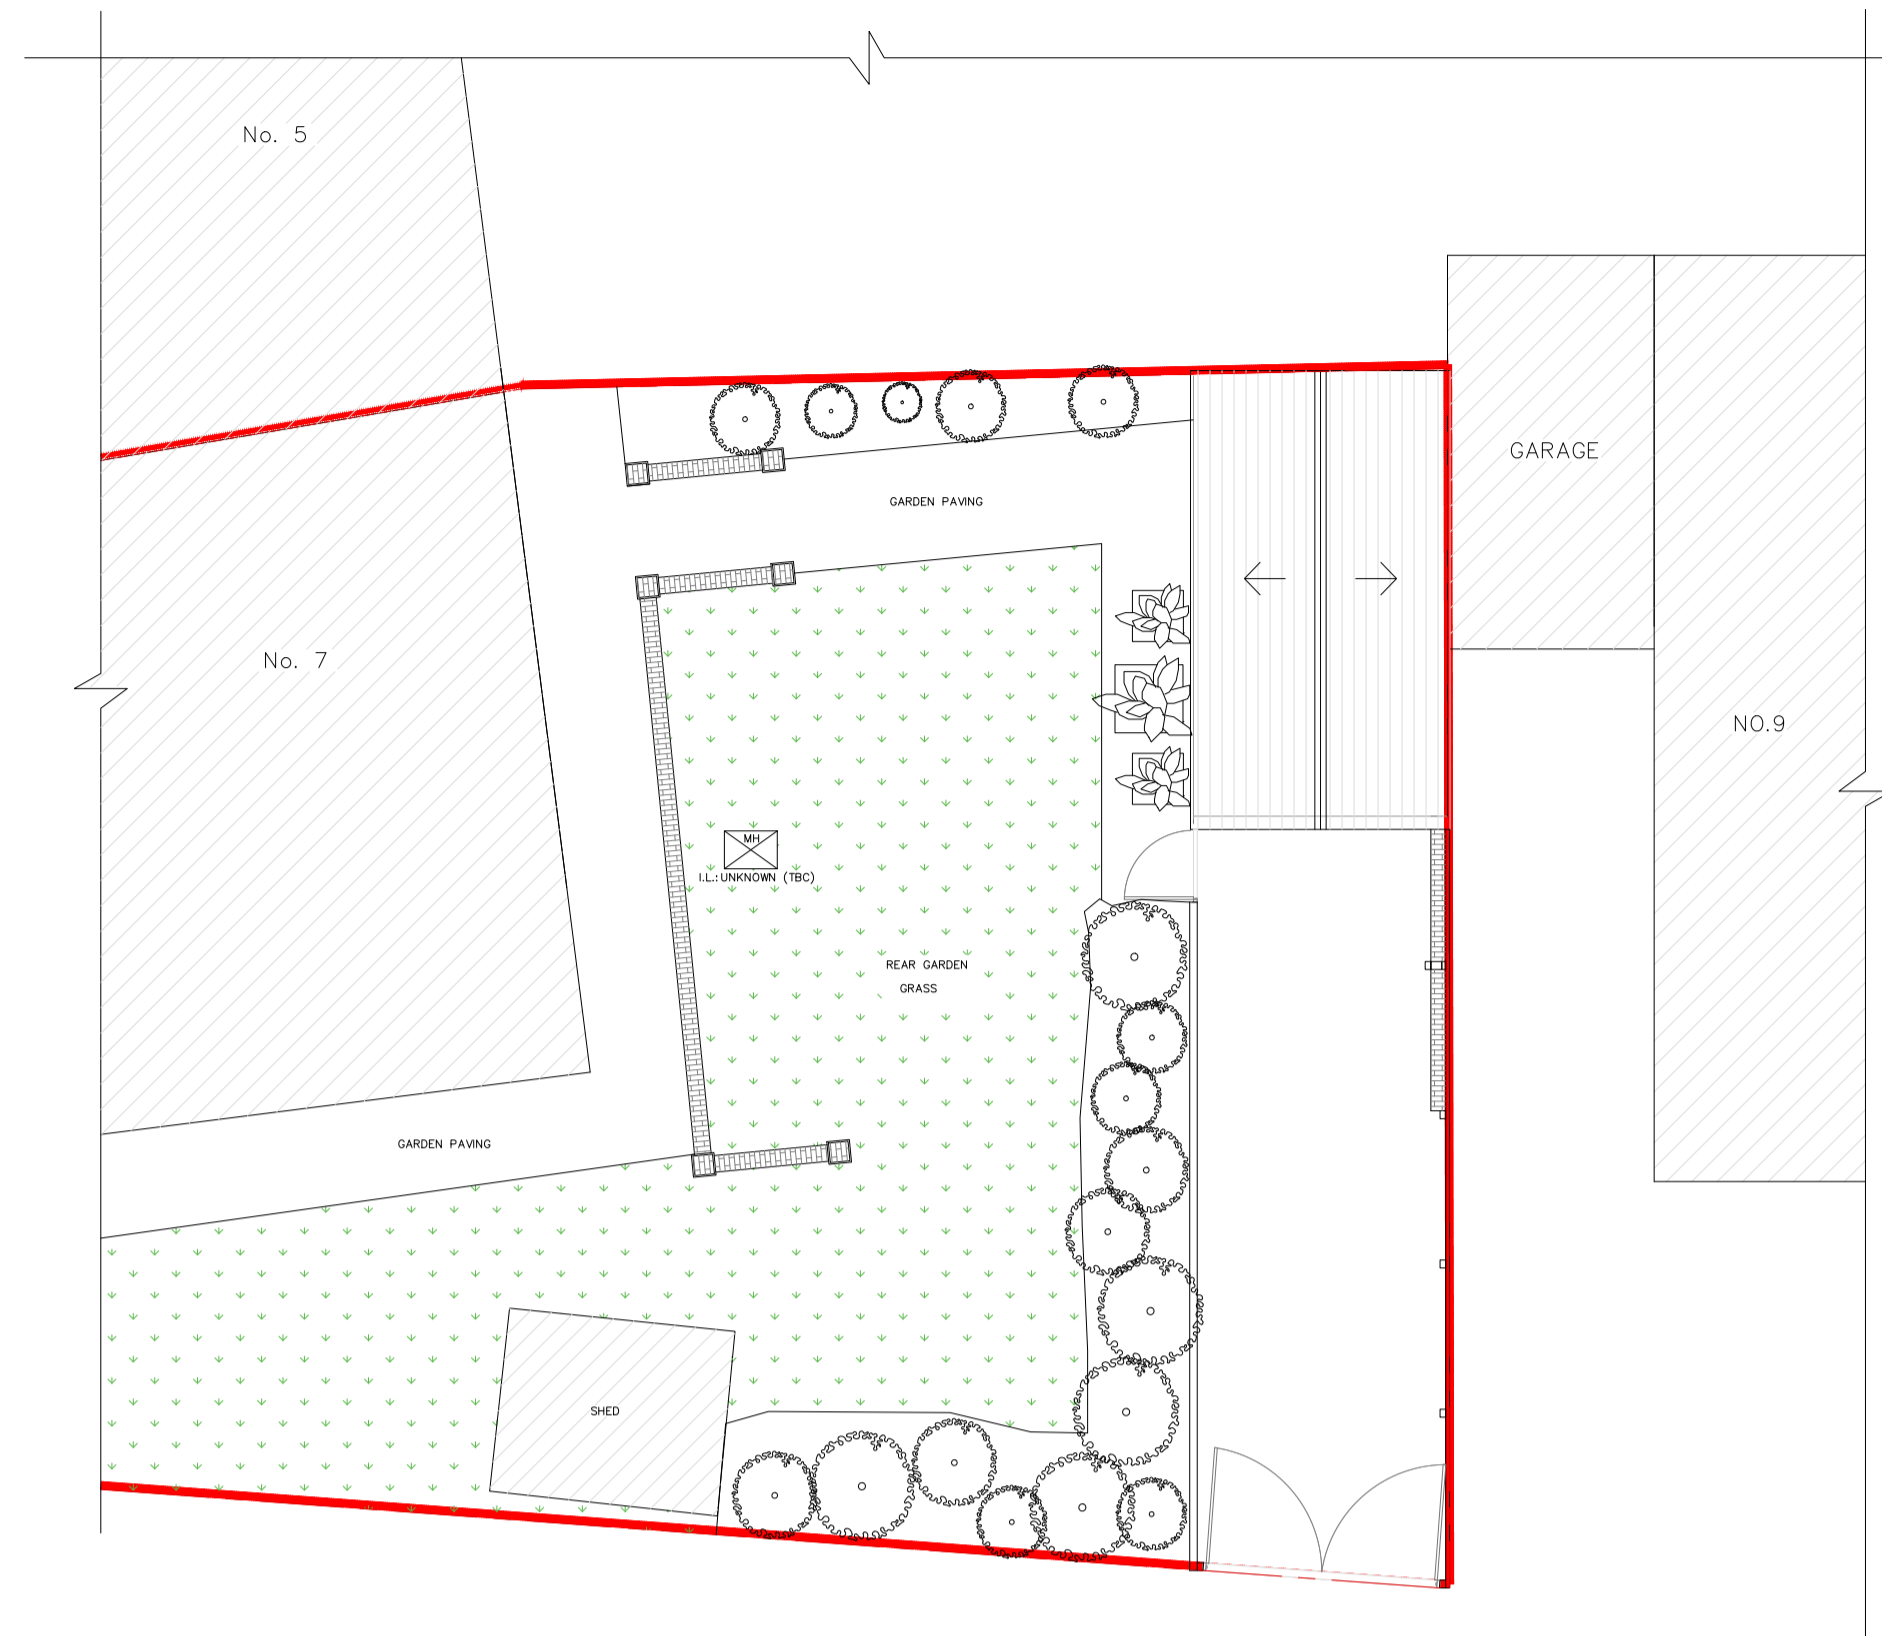 No. 5
GARAGE
GARDEN PAVING
No. 7
NO.9
MH
I.L.: UNKNOWN (TBC)
REAR GARDEN
GRASS
GARDEN PAVING
SHED